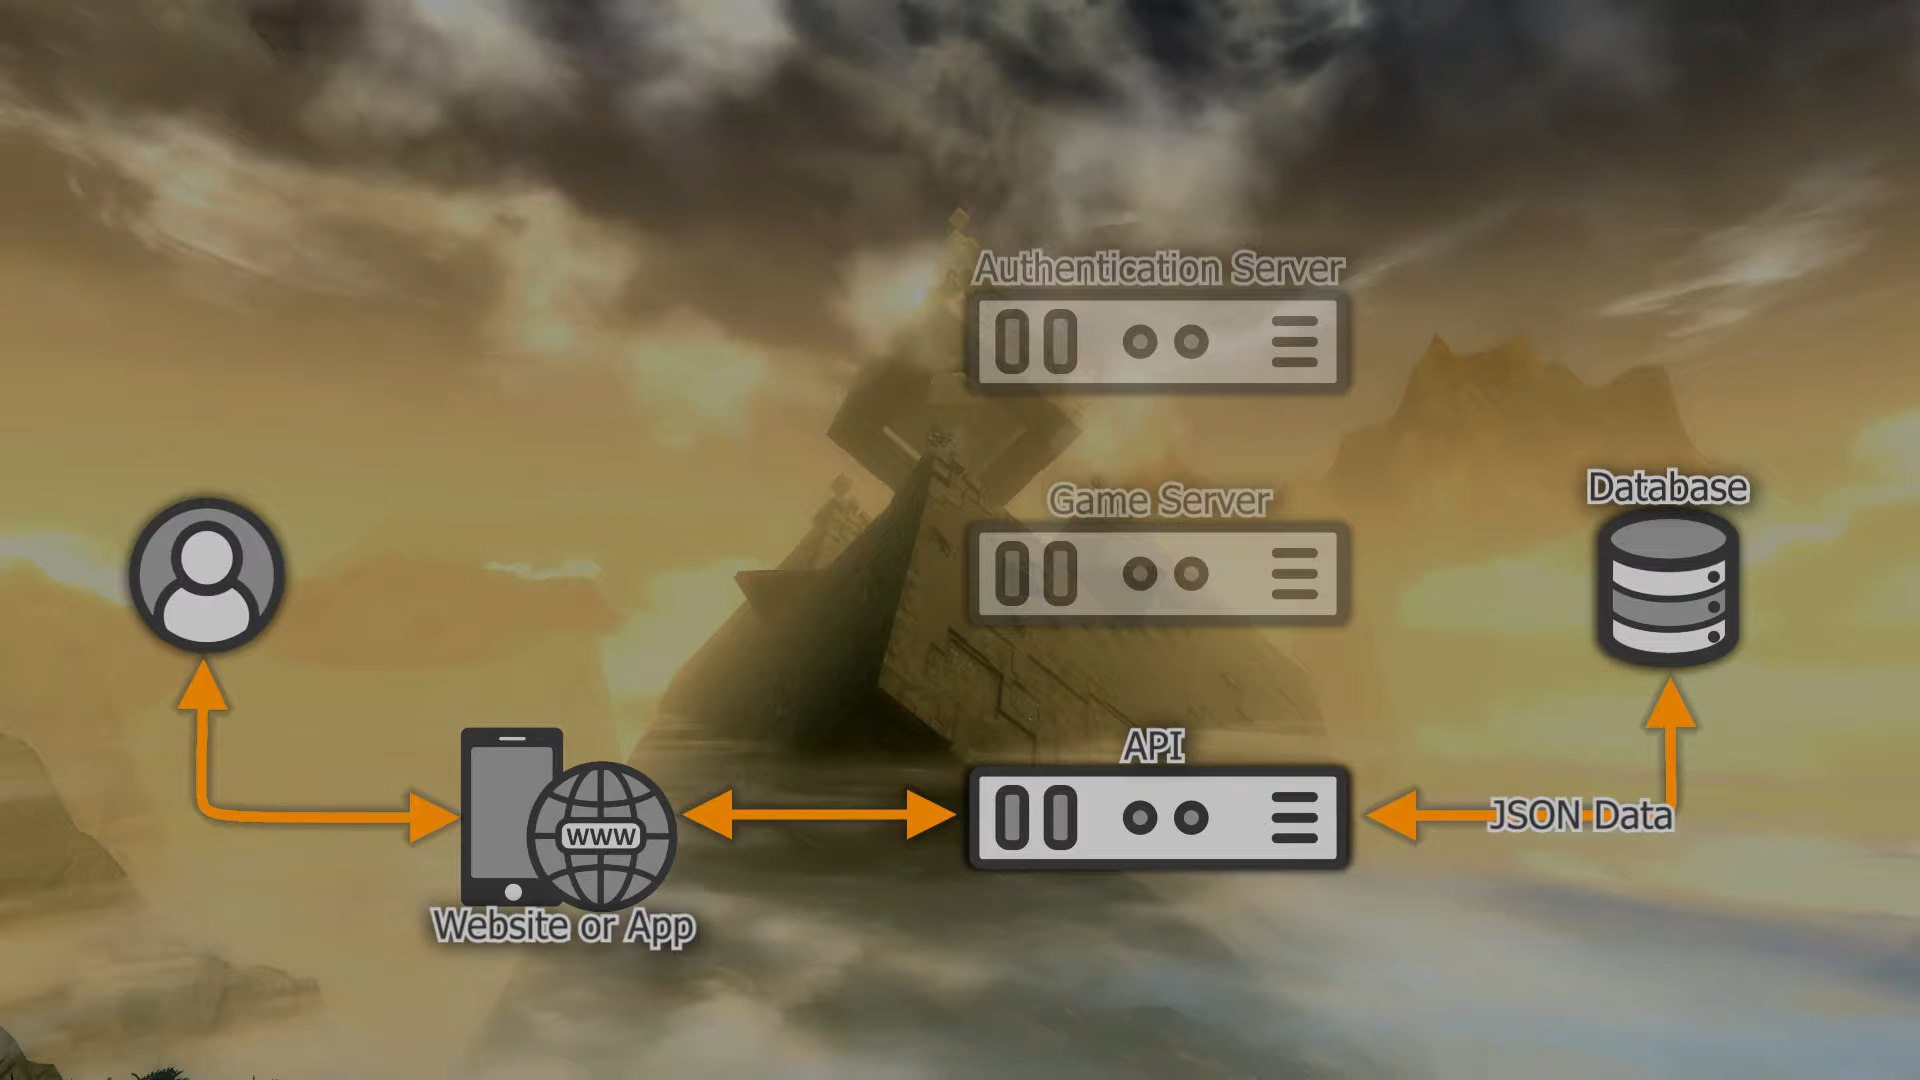 Authentication Server
Game Server
Database
API
JSON Data
www
Website or App